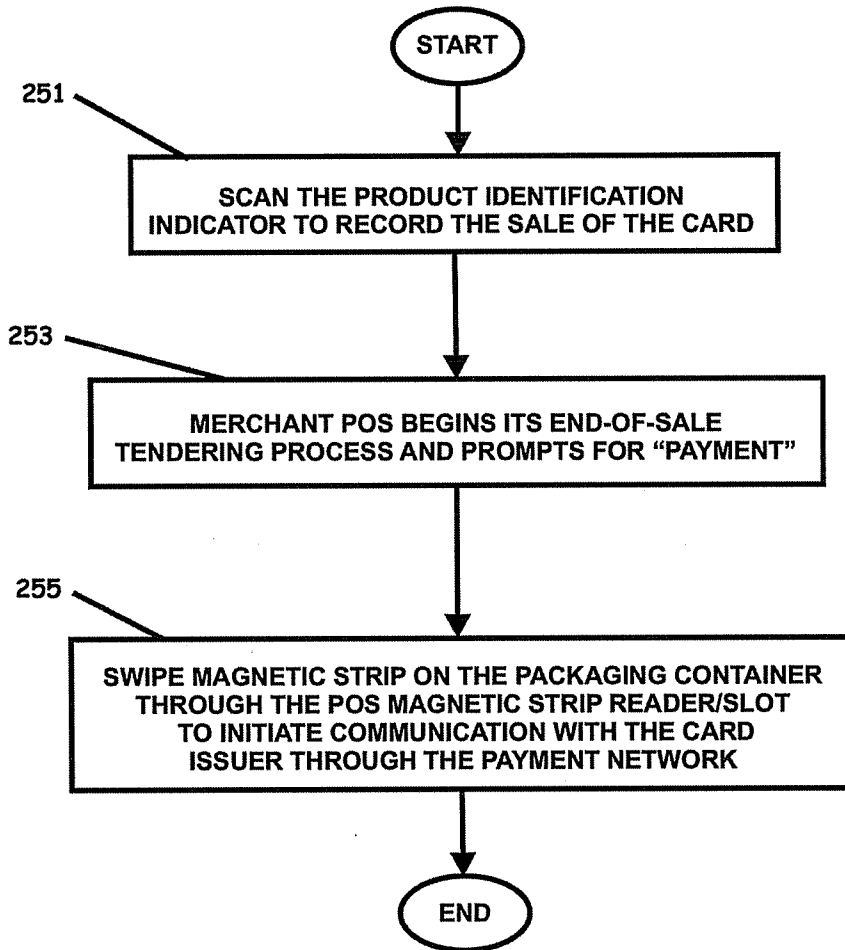 START
251
SCAN THE PRODUCT IDENTIFICATION
INDICATOR TO RECORD THE SALE OF THE CARD
253
MERCHANT POS BEGINS ITS END-OF-SALE
TENDERING PROCESS AND PROMPTS FOR “PAYMENT”
255
SWIPE MAGNETIC STRIP ON THE PACKAGING CONTAINER
THROUGH THE POS MAGNETIC STRIP READER/SLOT
TO INITIATE COMMUNICATION WITH THE CARD
ISSUER THROUGH THE PAYMENT NETWORK
END